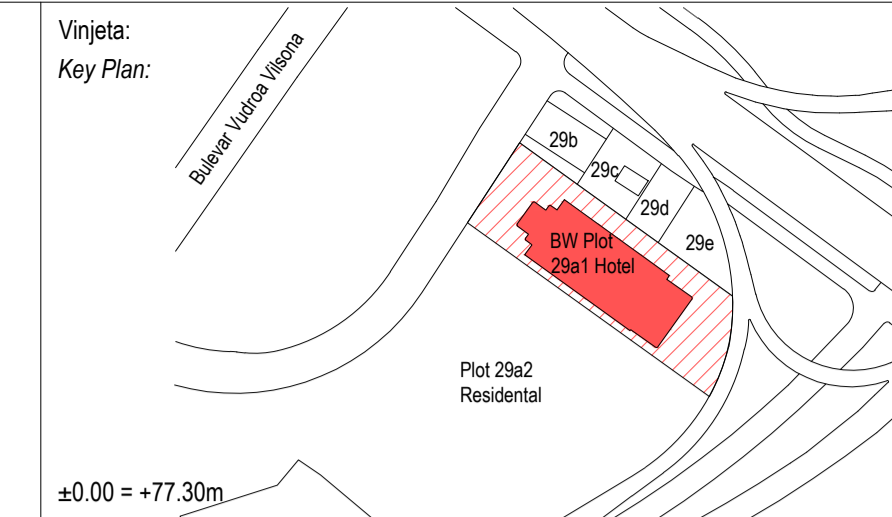 Vinjeta:
Key Plan:
Bulevar Vudroa Vilsona
29b
29c
29d
29e
BW Plot
29a1 Hotel
Plot 29a2
Residental
±0.00 = +77.30m